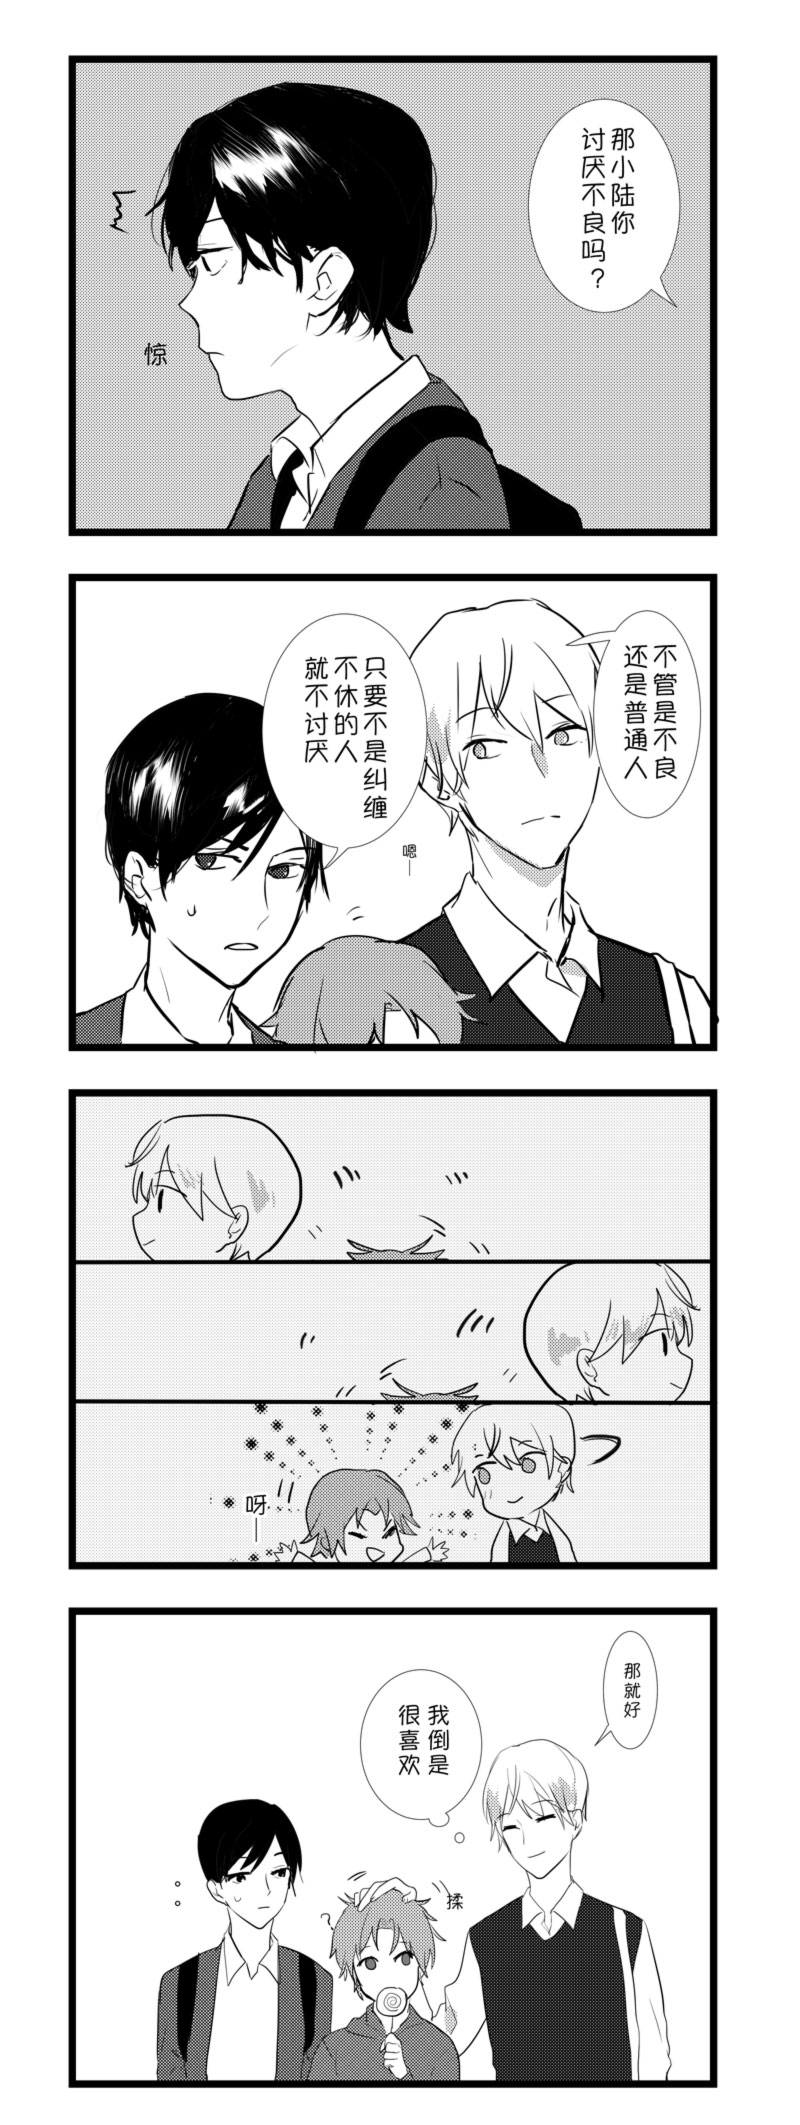 那小陆你
讨厌不良吗？
惊
不管是不良
还是普通人
只要不是纠缠
不休的人
就不讨厌
嗯—
呀—
那就好
我倒是
很喜欢
揉
?